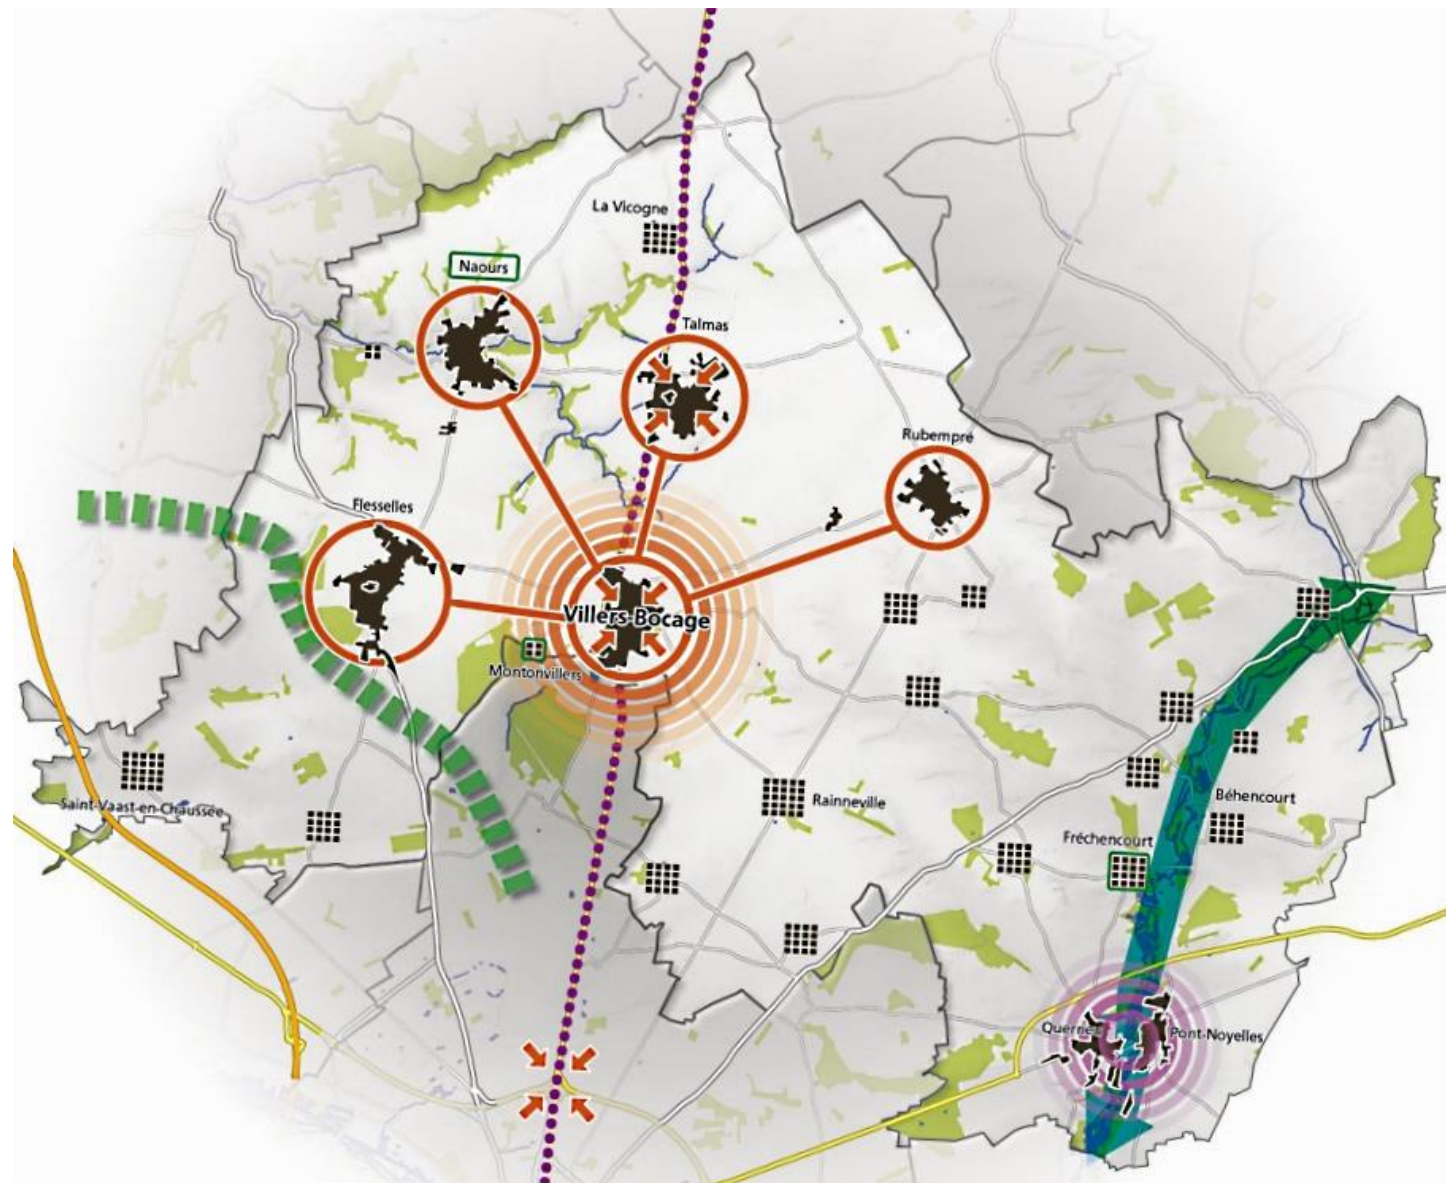 La Vicogne
Naours
Talmas
Rubempré
Flesselles
Villers-Bocage
Montonvillers
Saint-Vaast-en-Chaussée
Rainneville
Béhencourt
Fréchencourt
Pont-Noyelles